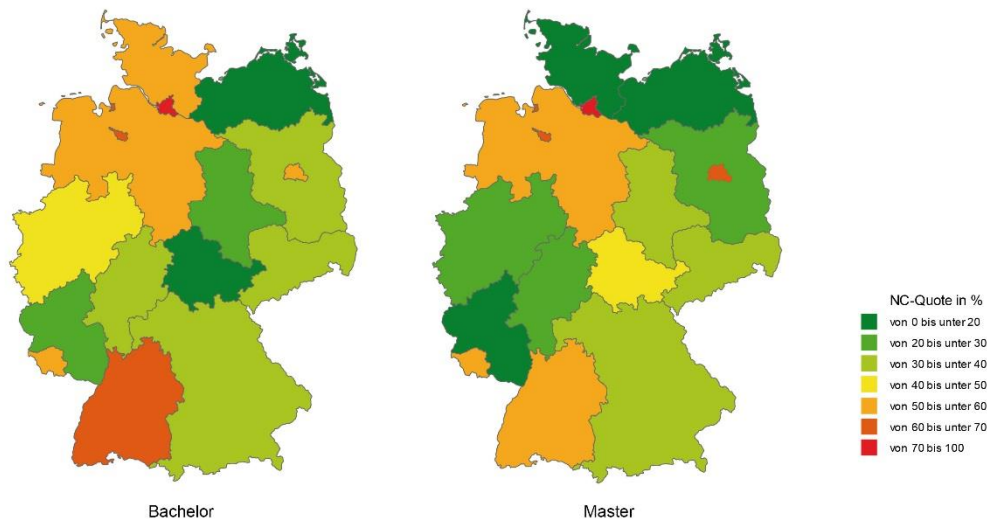 NC-Quote in %
von 0 bis unter 20
von 20 bis unter 30
von 30 bis unter 40
von 40 bis unter 50
von 50 bis unter 60
von 60 bis unter 70
von 70 bis 100
Bachelor
Master